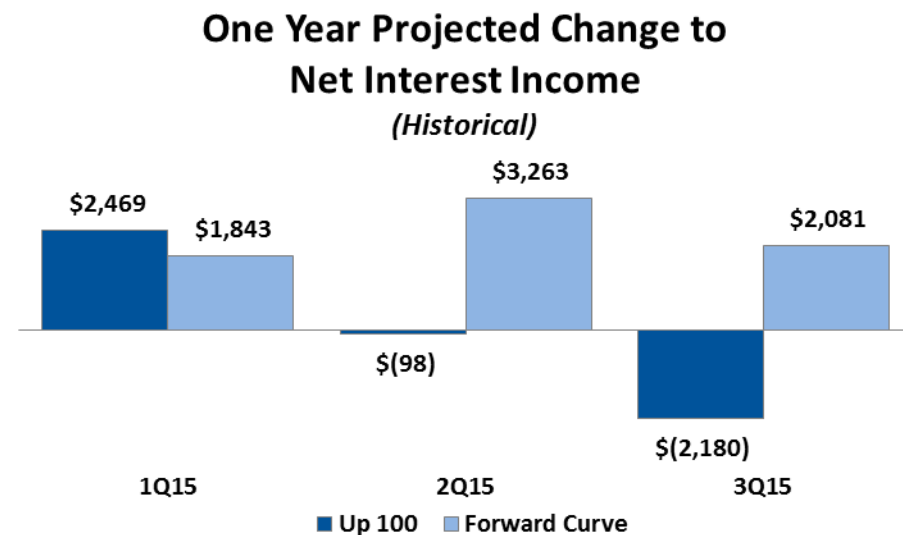 One Year Projected Change to
Net Interest Income
(Historical)
$2,469
$1,843
$3,263
$2,081
$(98)
$(2,180)
1Q15
2Q15
3Q15
Up 100
Forward Curve